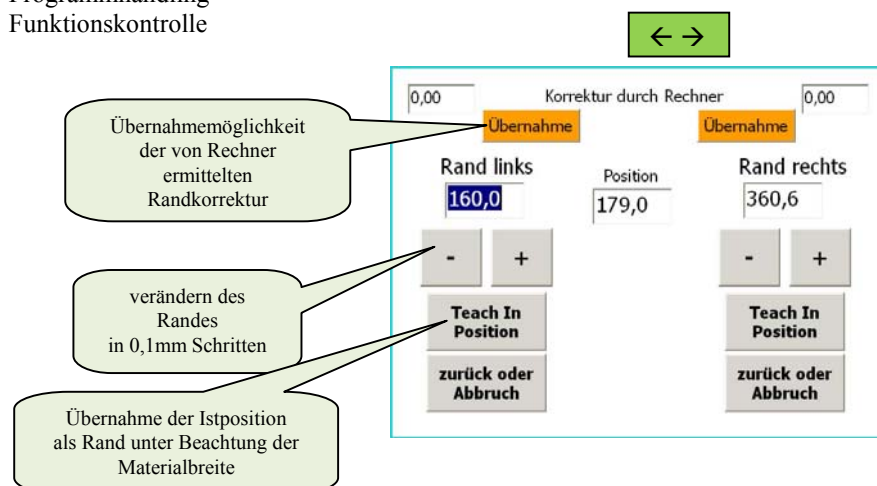 Funktionskontrolle
← →
0,00 Korrektur durch Rechner 0,00
Übernahme Übernahme
Übernahmemöglichkeit
der von Rechner
ermittelten
Randkorrektur
Rand links Position Rand rechts
160,0 179,0 360,6
- + - +
verändern des
Randes
in 0,1mm Schritten
Teach In
Position
Teach In
Position
zurück oder
Abbruch
zurück oder
Abbruch
Übernahme der Istposition
als Rand unter Beachtung der
Materialbreite